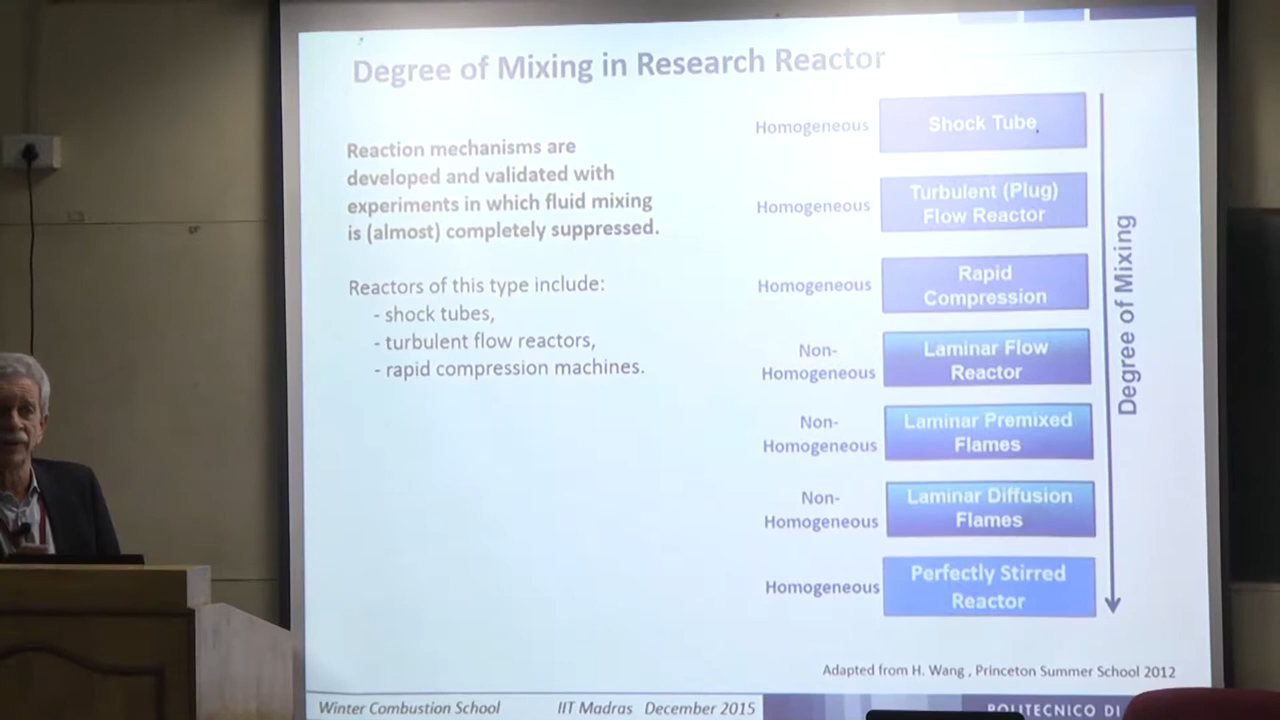 Degree of Mixing in Research Reactor
Reaction mechanisms are
developed and validated with
experiments in which fluid mixing
is (almost) completely suppressed.
Reactors of this type include:
- shock tubes,
- turbulent flow reactors,
- rapid compression machines.
Homogeneous
Shock Tube
Homogeneous
Turbulent (Plug)
Flow Reactor
Homogeneous
Rapid
Compression
Non-
Homogeneous
Laminar Flow
Reactor
Non-
Homogeneous
Laminar Premixed
Flames
Non-
Homogeneous
Laminar Diffusion
Flames
Homogeneous
Perfectly Stirred
Reactor
Degree of Mixing
Adapted from H. Wang , Princeton Summer School 2012
Winter Combustion School IIT Madras December 2015
POLITECNICO DI